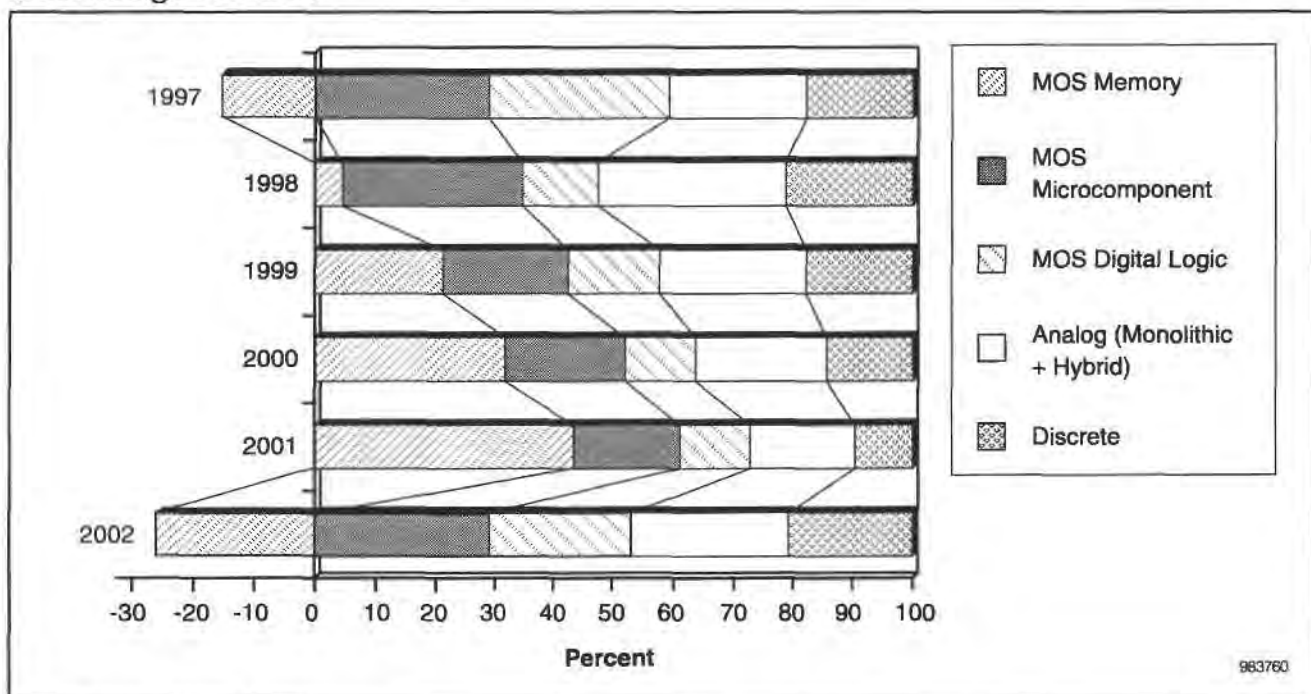 1997
1998
1999
2000
2001
2002
-30 -20 -10 0 10 20 30 40 50 60 70 80 90 100
Percent
MOS Memory
MOS
Microcomponent
MOS Digital Logic
Analog (Monolithic
+ Hybrid)
Discrete
983760